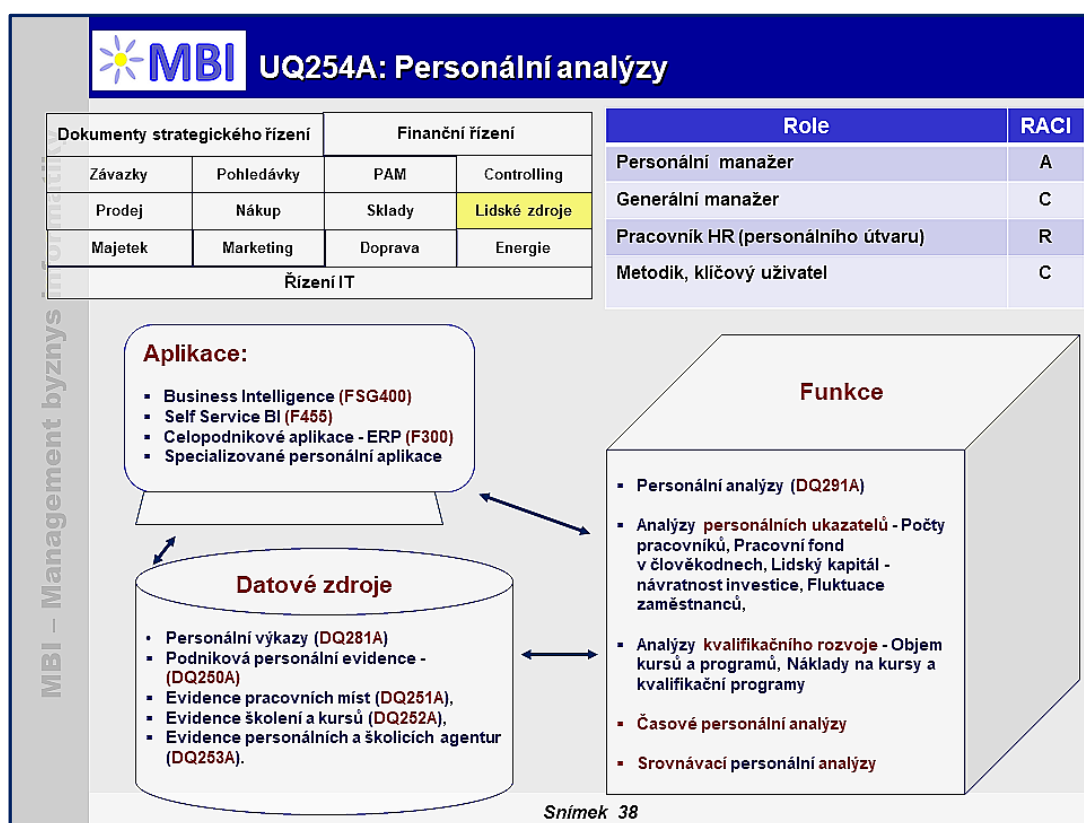 MBI
UQ254A: Personální analýzy
Dokumenty strategického řízení
Finanční řízení
Závazky
Pohledávky
PAM
Controlling
Prodej
Nákup
Sklady
Lidské zdroje
Majetek
Marketing
Doprava
Energie
Řízení IT
Role RACI
Personální manažer A
Generální manažer C
Pracovník HR (personálního útvaru) R
Metodik, klíčový uživatel C
MBI – Management byznys informatiky
Aplikace:
▪ Business Intelligence (FSG400)
▪ Self Service BI (F455)
▪ Celopodnikové aplikace - ERP (F300)
▪ Specializované personální aplikace
Datové zdroje
• Personální výkazy (DQ281A)
▪ Podniková personální evidence -
(DQ250A)
▪ Evidence pracovních míst (DQ251A),
▪ Evidence školení a kursů (DQ252A),
▪ Evidence personálních a školicích agentur
(DQ253A).
Funkce
▪ Personální analýzy (DQ291A)
▪ Analýzy personálních ukazatelů - Počty
pracovníků, Pracovní fond
v člověkodnech, Lidský kapitál -
návratnost investice, Fluktuace
zaměstnanců,
▪ Analýzy kvalifikačního rozvoje - Objem
kursů a programů, Náklady na kursy a
kvalifikační programy
▪ Časové personální analýzy
▪ Srovnávací personální analýzy
Snímek 38